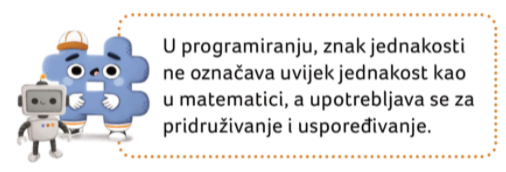 U programiranju, znak jednakosti
ne označava uvijek jednakost kao
u matematici, a upotrebljava se za
pridruživanje i uspoređivanje.